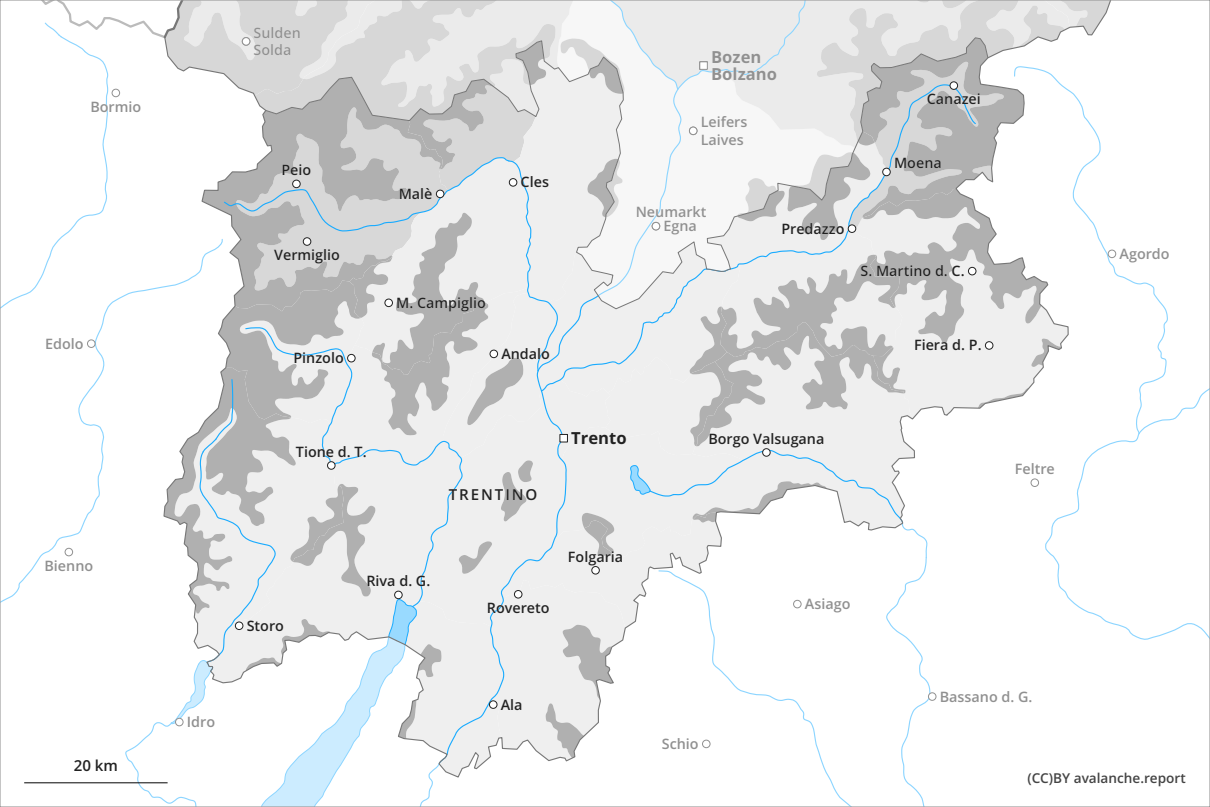 Sulden
Solda
Bozen
Bolzano
Bormio
Canazei
Leifers
Laives
Moena
Peio
Malè
Cles
Neumarkt
Egna
Predazzo
Vermiglio
Agordo
S. Martino d. C.
M. Campiglio
Edolo
Pinzolo
Andalo
Fiera d. P.
Trento
Borgo Valsugana
Tione d. T.
Feltre
TRENTINO
Bienno
Folgaria
Riva d. G.
Rovereto
Asiago
Storo
Bassano d. G.
Ala
Idro
Schio
20 km
(CC)BY avalanche.report